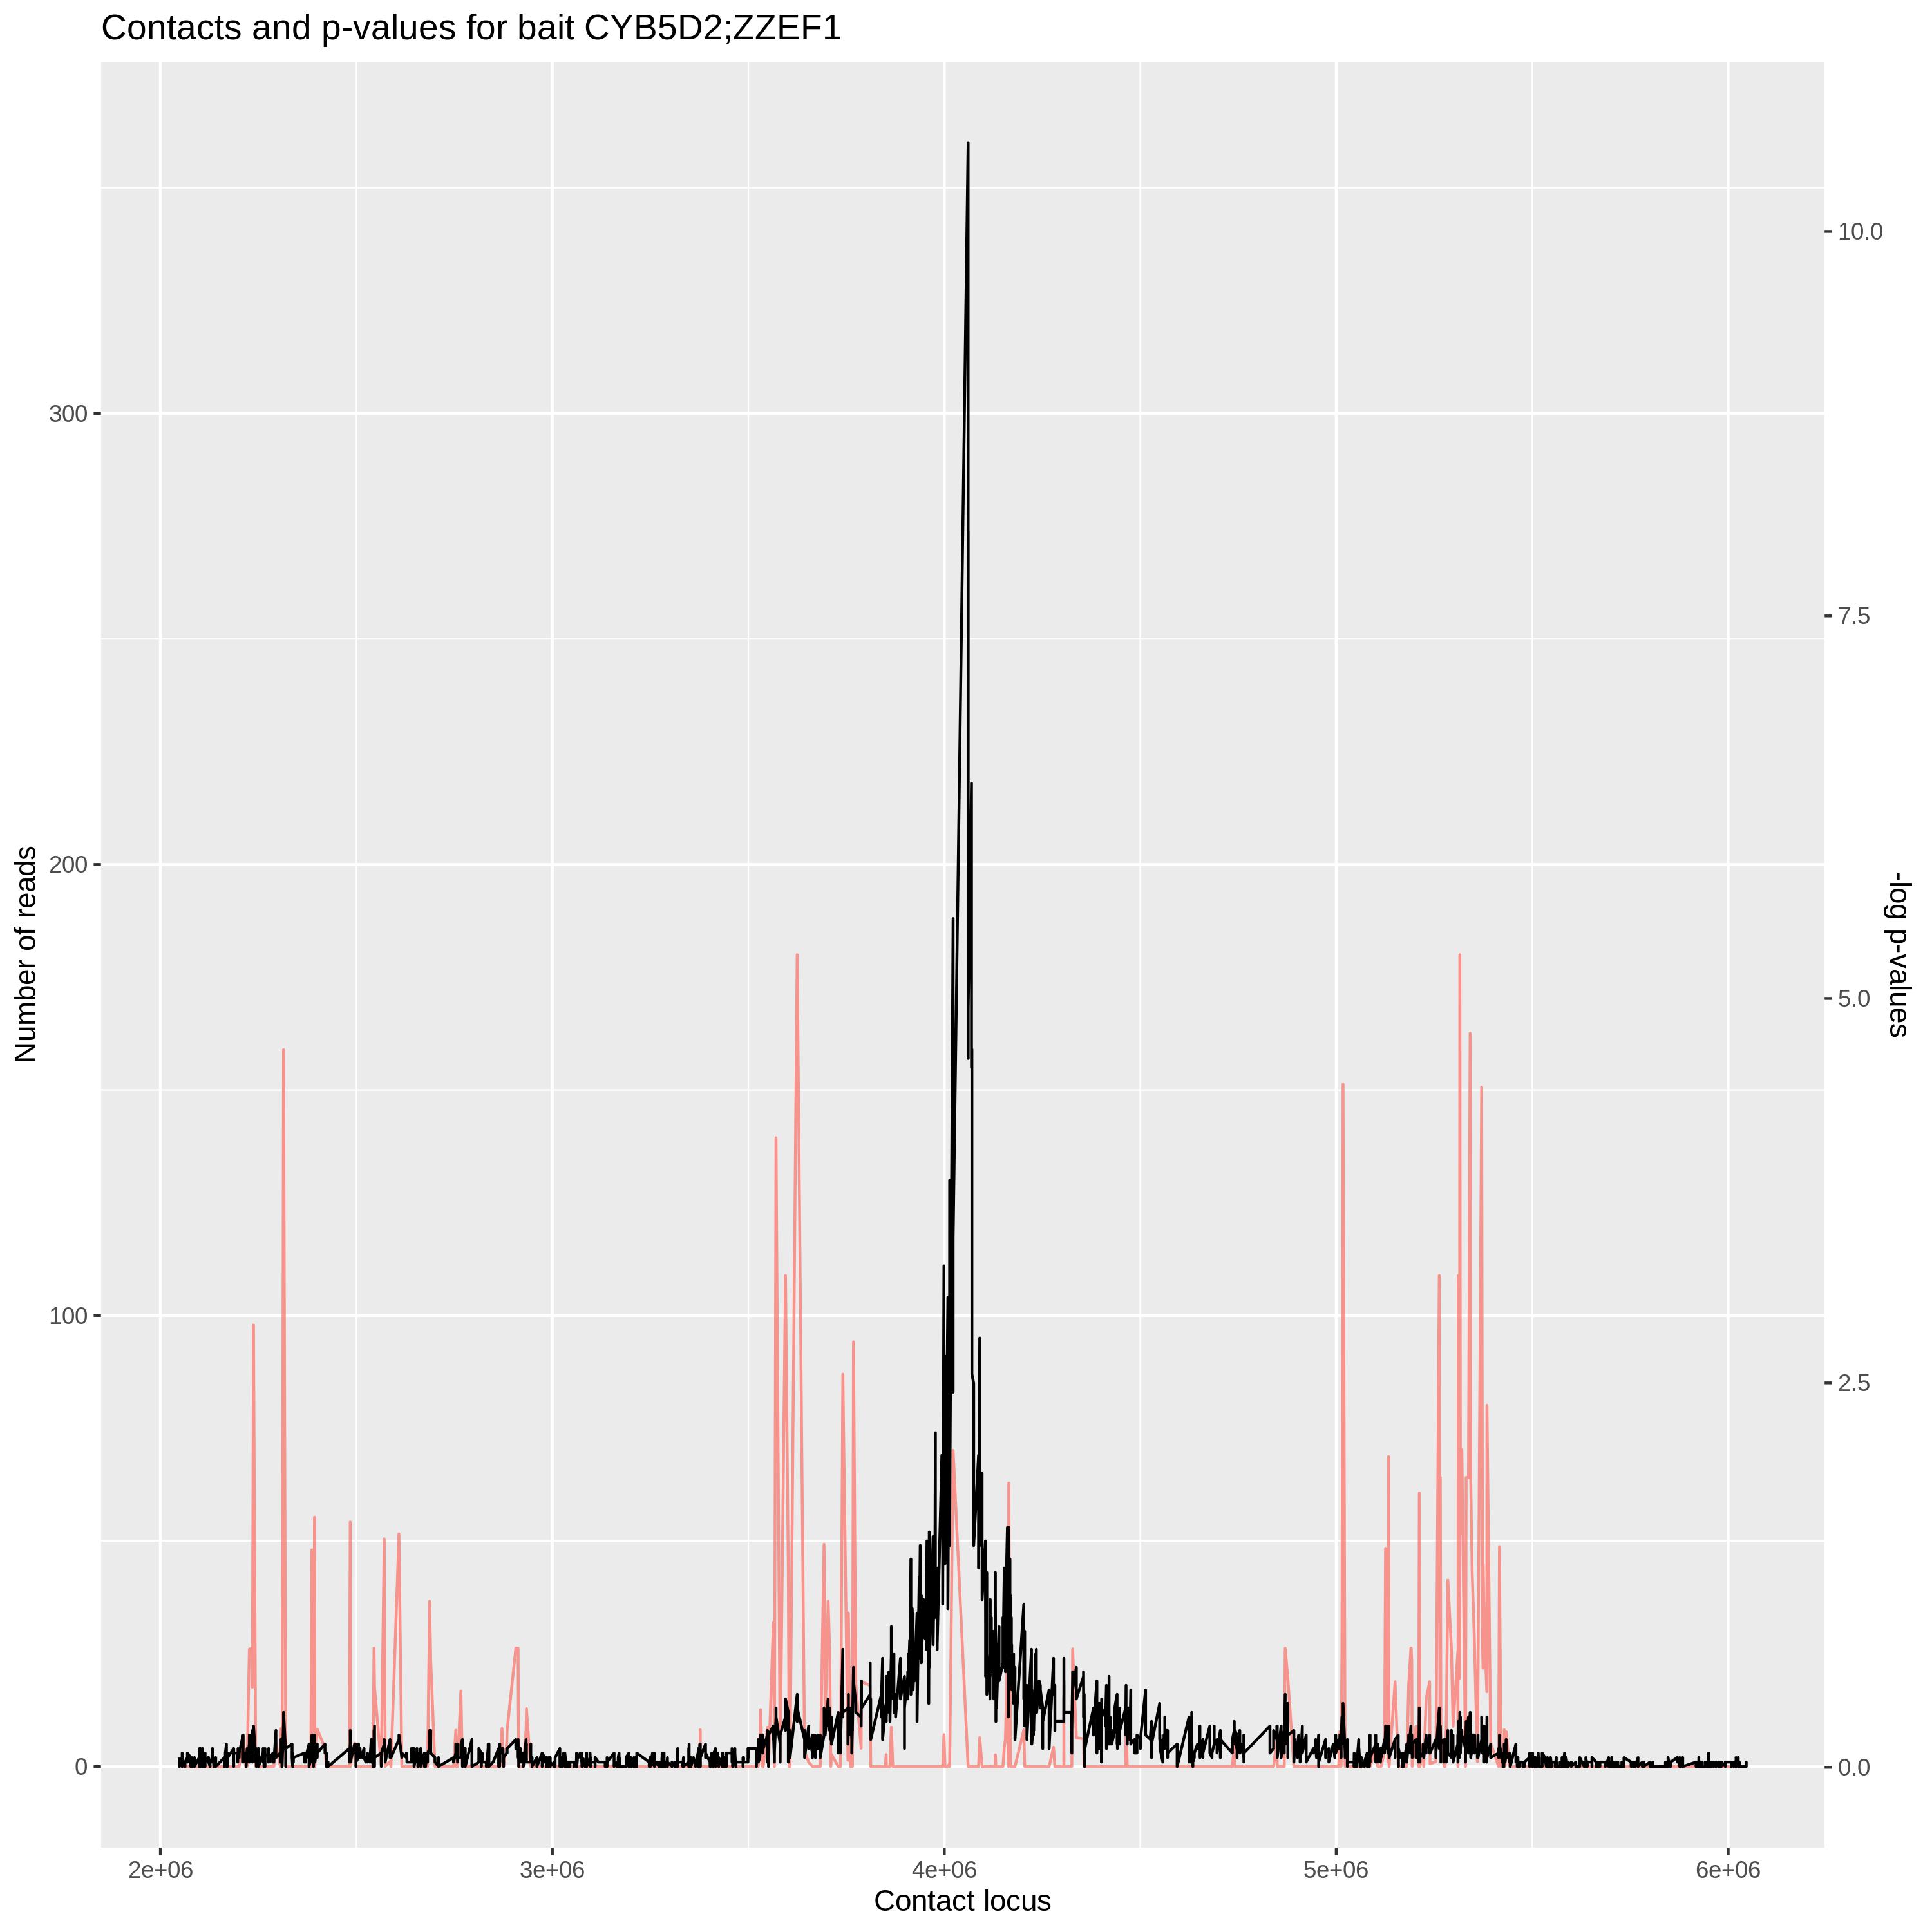 Contacts and p-values for bait CYB5D2;ZZEF1
Number of reads
300
200
100
0
10.0
7.5
5.0
2.5
0.0
-log p-values
2e+06 3e+06 4e+06 5e+06 6e+06
Contact locus